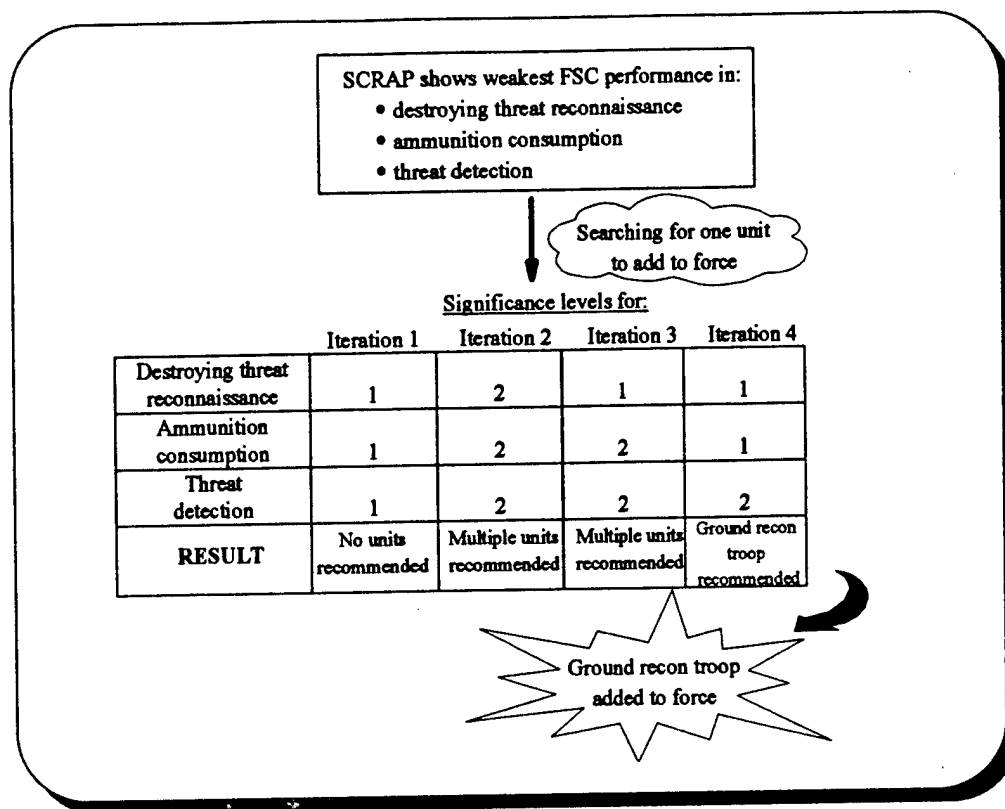 SCRAP shows weakest FSC performance in:
• destroying threat reconnaissance
• ammunition consumption
• threat detection
Searching for one unit
to add to force
Significance levels for:
Iteration 1 Iteration 2 Iteration 3 Iteration 4
Destroying threat
reconnaissance 1 2 1 1
Ammunition
consumption 1 2 2 1
Threat
detection 1 2 2 2
RESULT
No units
recommended
Multiple units
recommended
Multiple units
recommended
Ground recon
troop
recommended
Ground recon troop
added to force